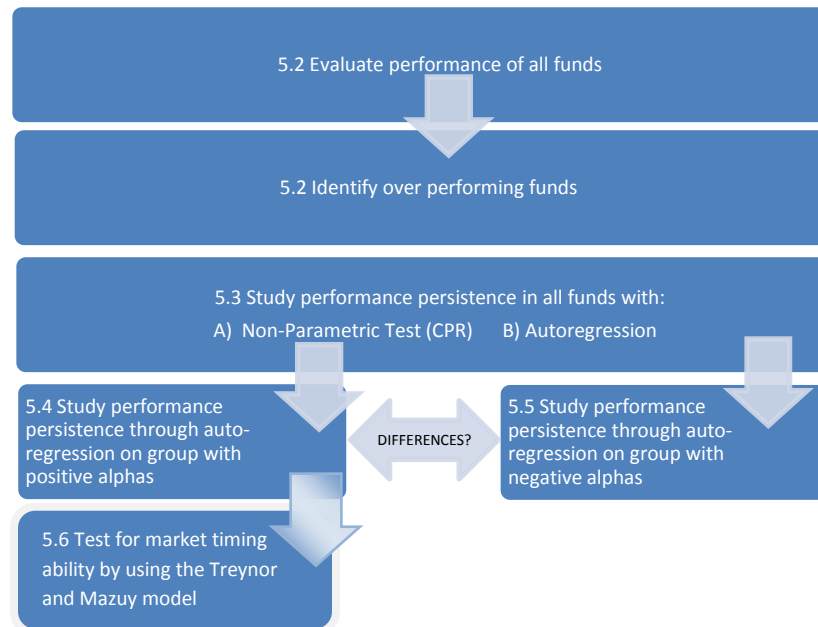 5.2 Evaluate performance of all funds
5.2 Identify over performing funds
5.3 Study performance persistence in all funds with:
A) Non-Parametric Test (CPR) B) Autoregression
5.4 Study performance
persistence through auto-
regression on group with
positive alphas
DIFFERENCES?
5.5 Study performance
persistence through auto-
regression on group with
negative alphas
5.6 Test for market timing
ability by using the Treynor
and Mazuy model